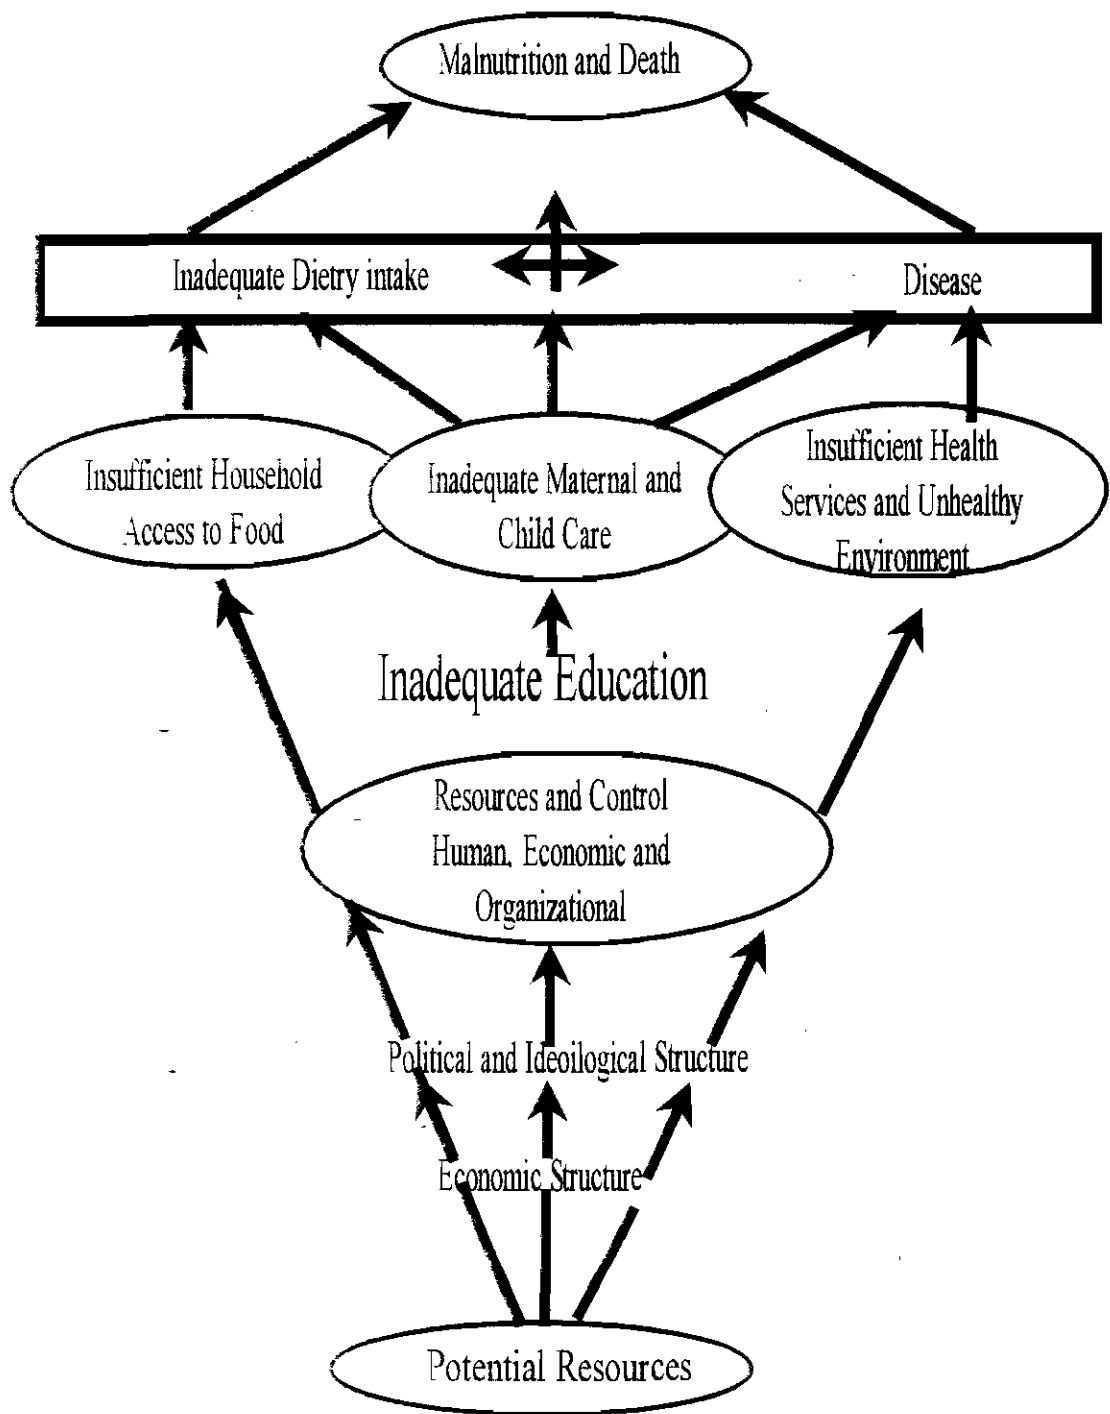 Malnutrition and Death
Inadequate Dietry intake
Disease
Insufficient Household
Access to Food
Inadequate Maternal and
Child Care
Insufficient Health
Services and Unhealthy
Environment
Inadequate Education
Resources and Control
Human, Economic and
Organizational
Political and Ideoilogical Structure
Economic Structure
Potential Resources